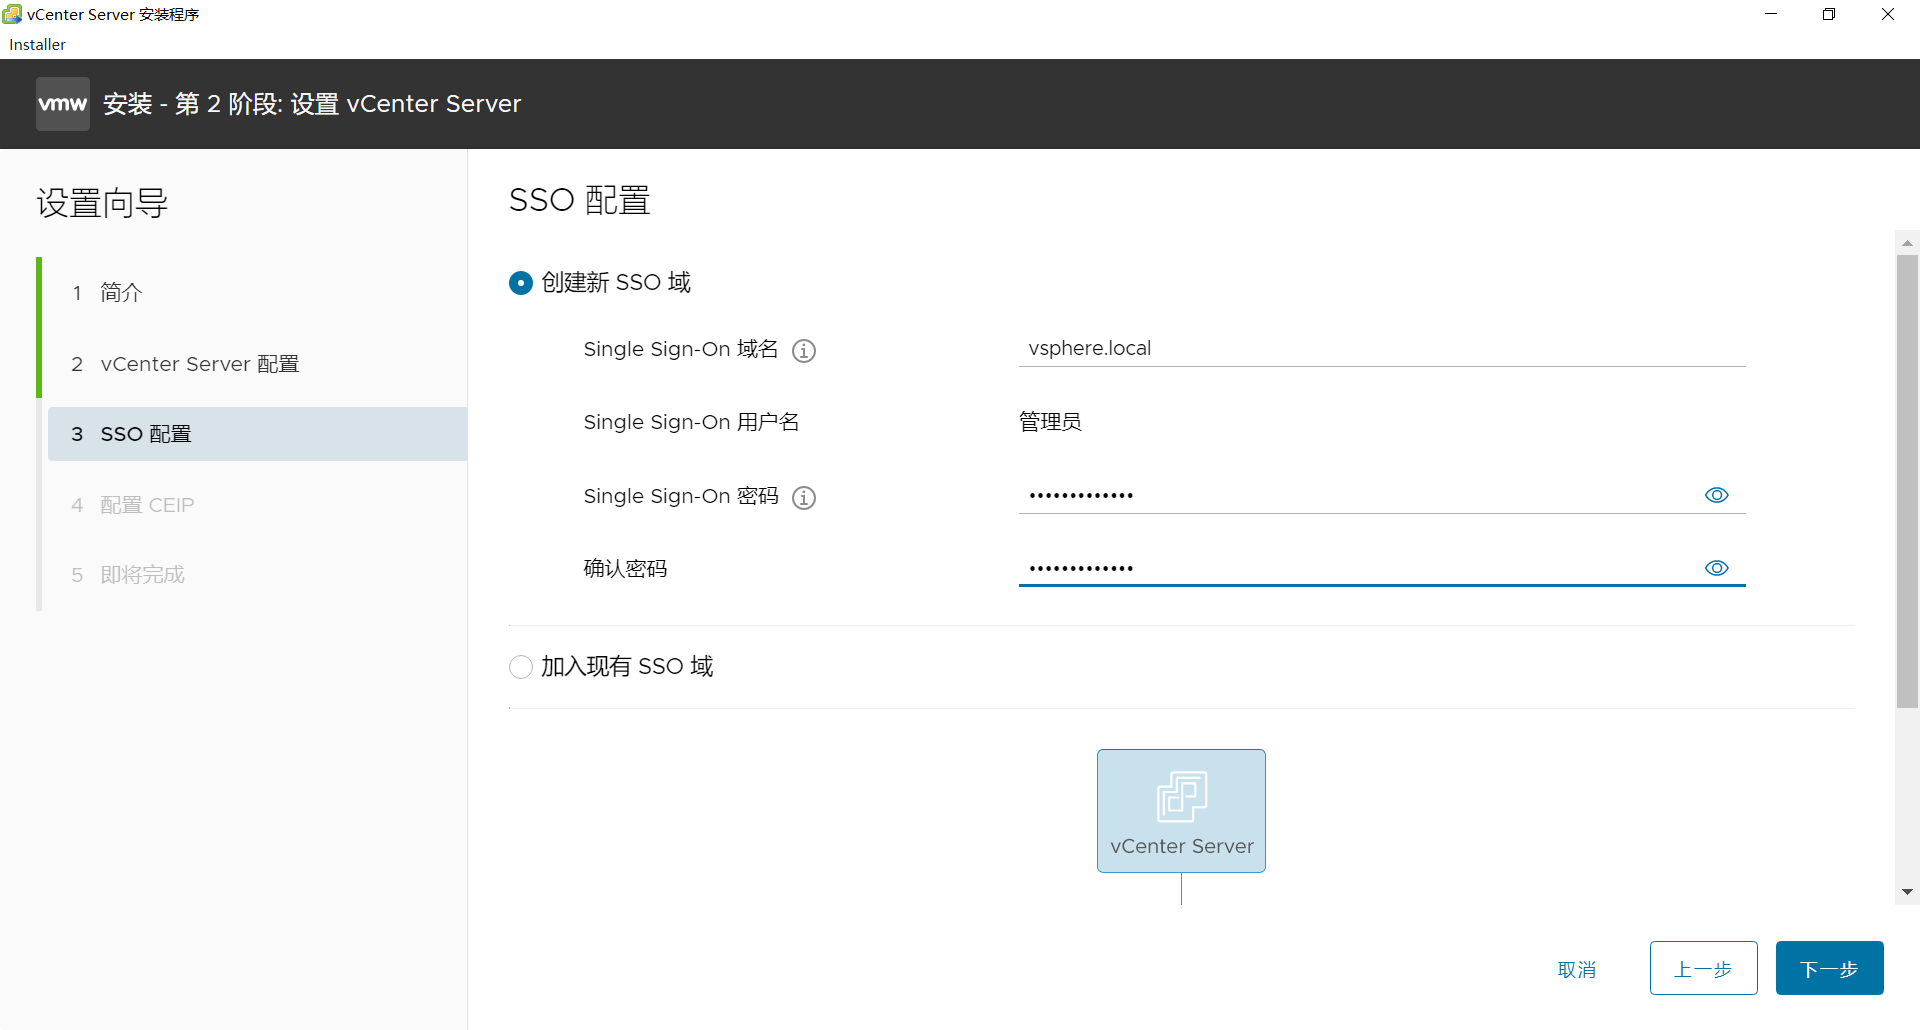 vCenter Server 安装程序
Installer
vmw 安装 - 第 2 阶段: 设置 vCenter Server
设置向导
1 简介
2 vCenter Server 配置
3 SSO 配置
4 配置 CEIP
5 即将完成
SSO 配置
创建新 SSO 域
Single Sign-On 域名 vsphere.local
Single Sign-On 用户名 管理员
Single Sign-On 密码 •••••••••••••
确认密码 •••••••••••••
加入现有 SSO 域
vCenter Server
取消 上一步 下一步